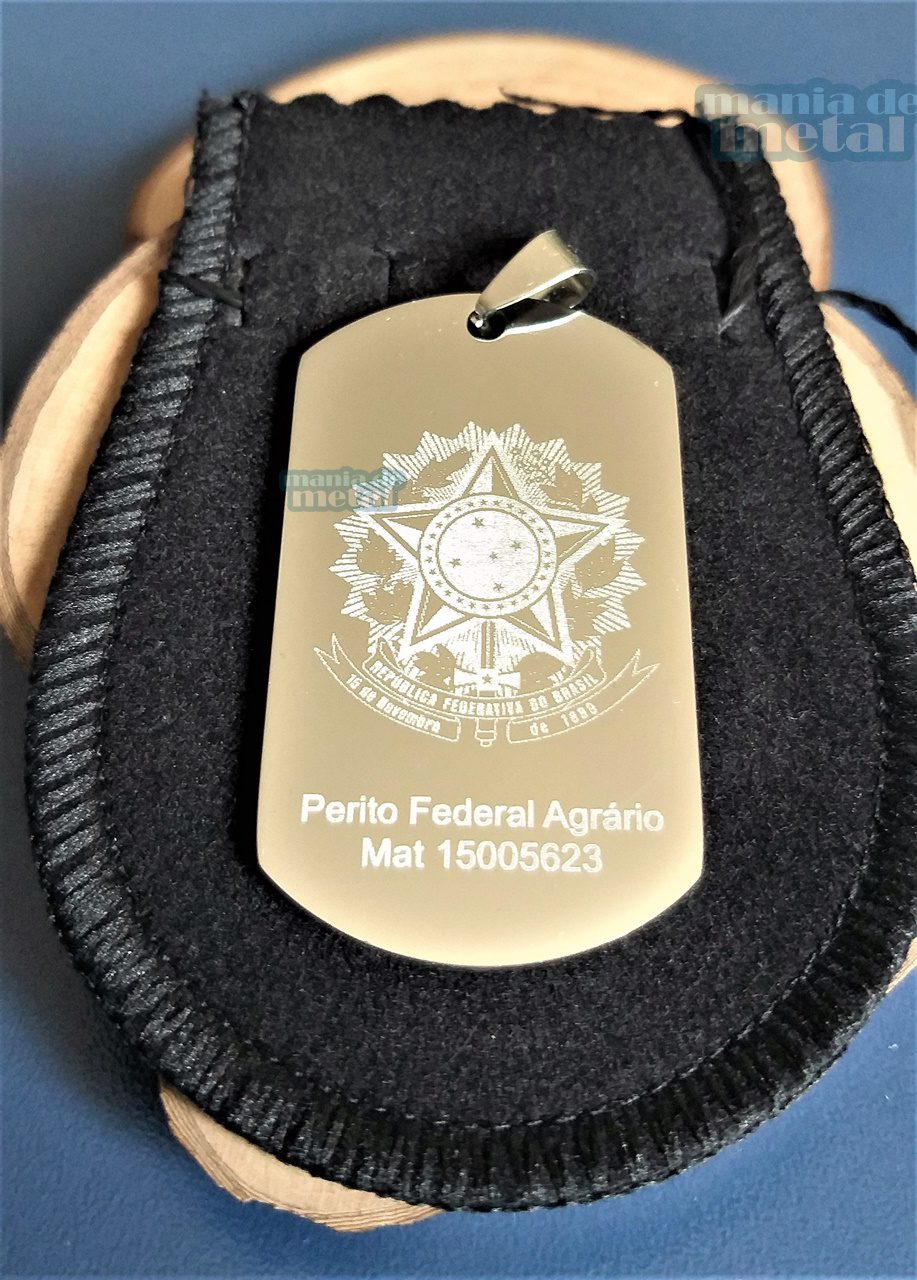 mania de
metal
mania de
metal
REPÚBLICA FEDERATIVA DO BRASIL
15 de Novembro de 1889
Perito Federal Agrário
Mat 15005623